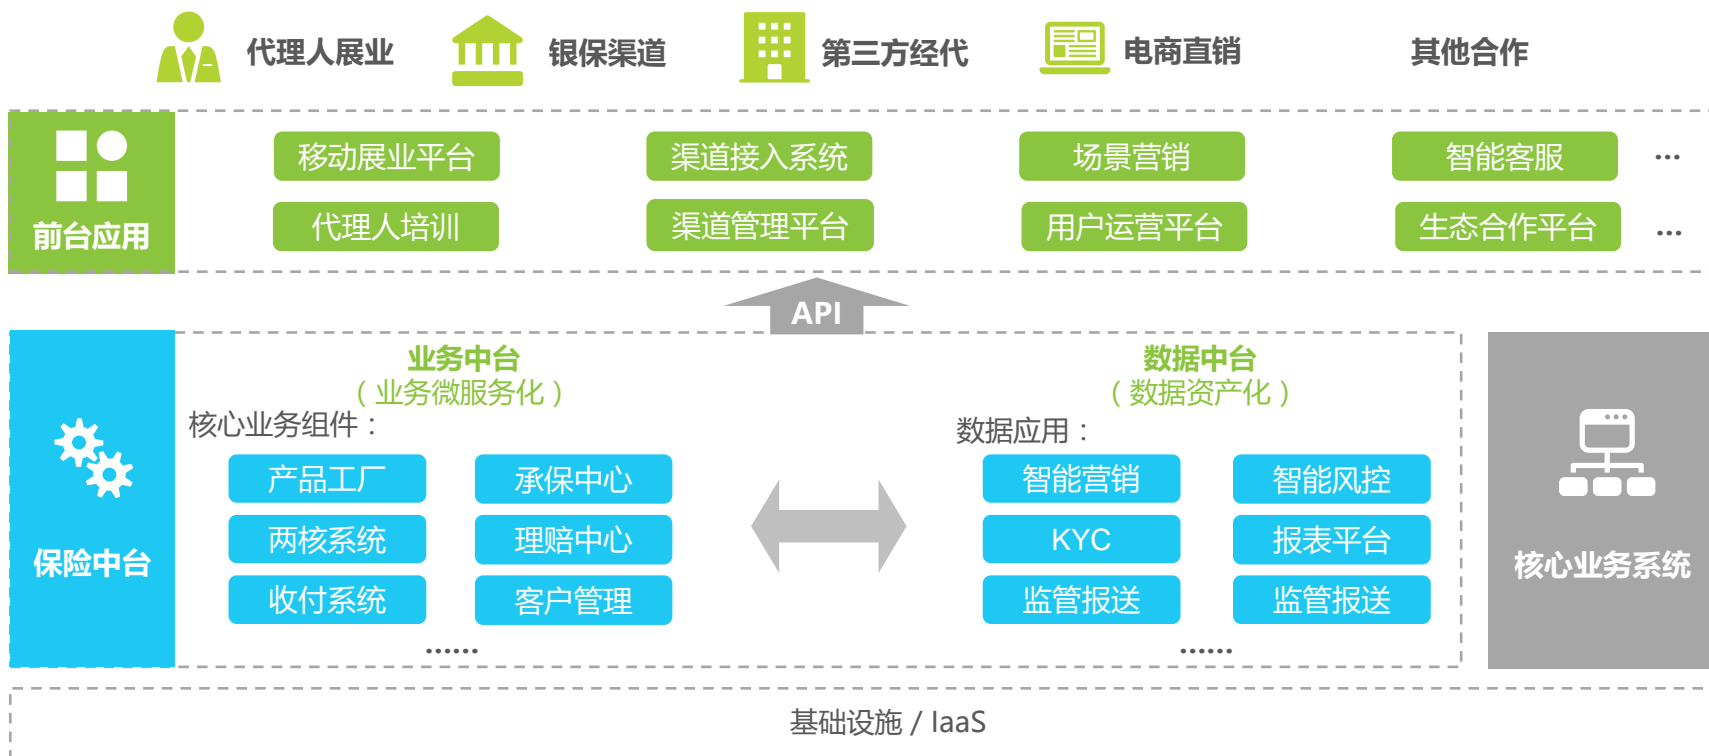 代理人展业
银保渠道
第三方经代
电商直销
其他合作
前台应用
移动展业平台
渠道接入系统
场景营销
智能客服
...
代理人培训
渠道管理平台
用户运营平台
生态合作平台
...
API
保险中台
业务中台
（业务微服务化）
核心业务组件：
产品工厂
承保中心
两核系统
理赔中心
收付系统
客户管理
......
数据中台
（数据资产化）
数据应用：
智能营销
智能风控
KYC
报表平台
监管报送
监管报送
......
核心业务系统
基础设施 / IaaS